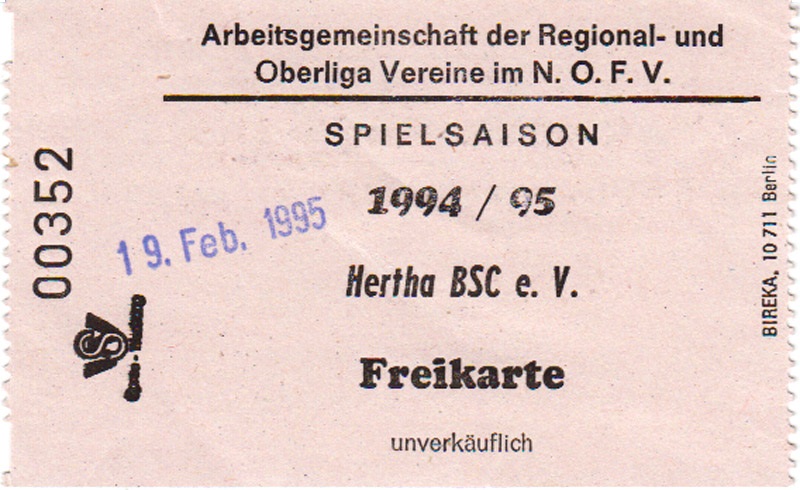 Arbeitsgemeinschaft der Regional- und
Oberliga Vereine im N. O. F. V.
SPIELSAISON
1994 / 95
Hertha BSC e. V.
Freikarte
unverkäuflich
00352
19. Feb. 1995
BIREKA, 10 711 Berlin